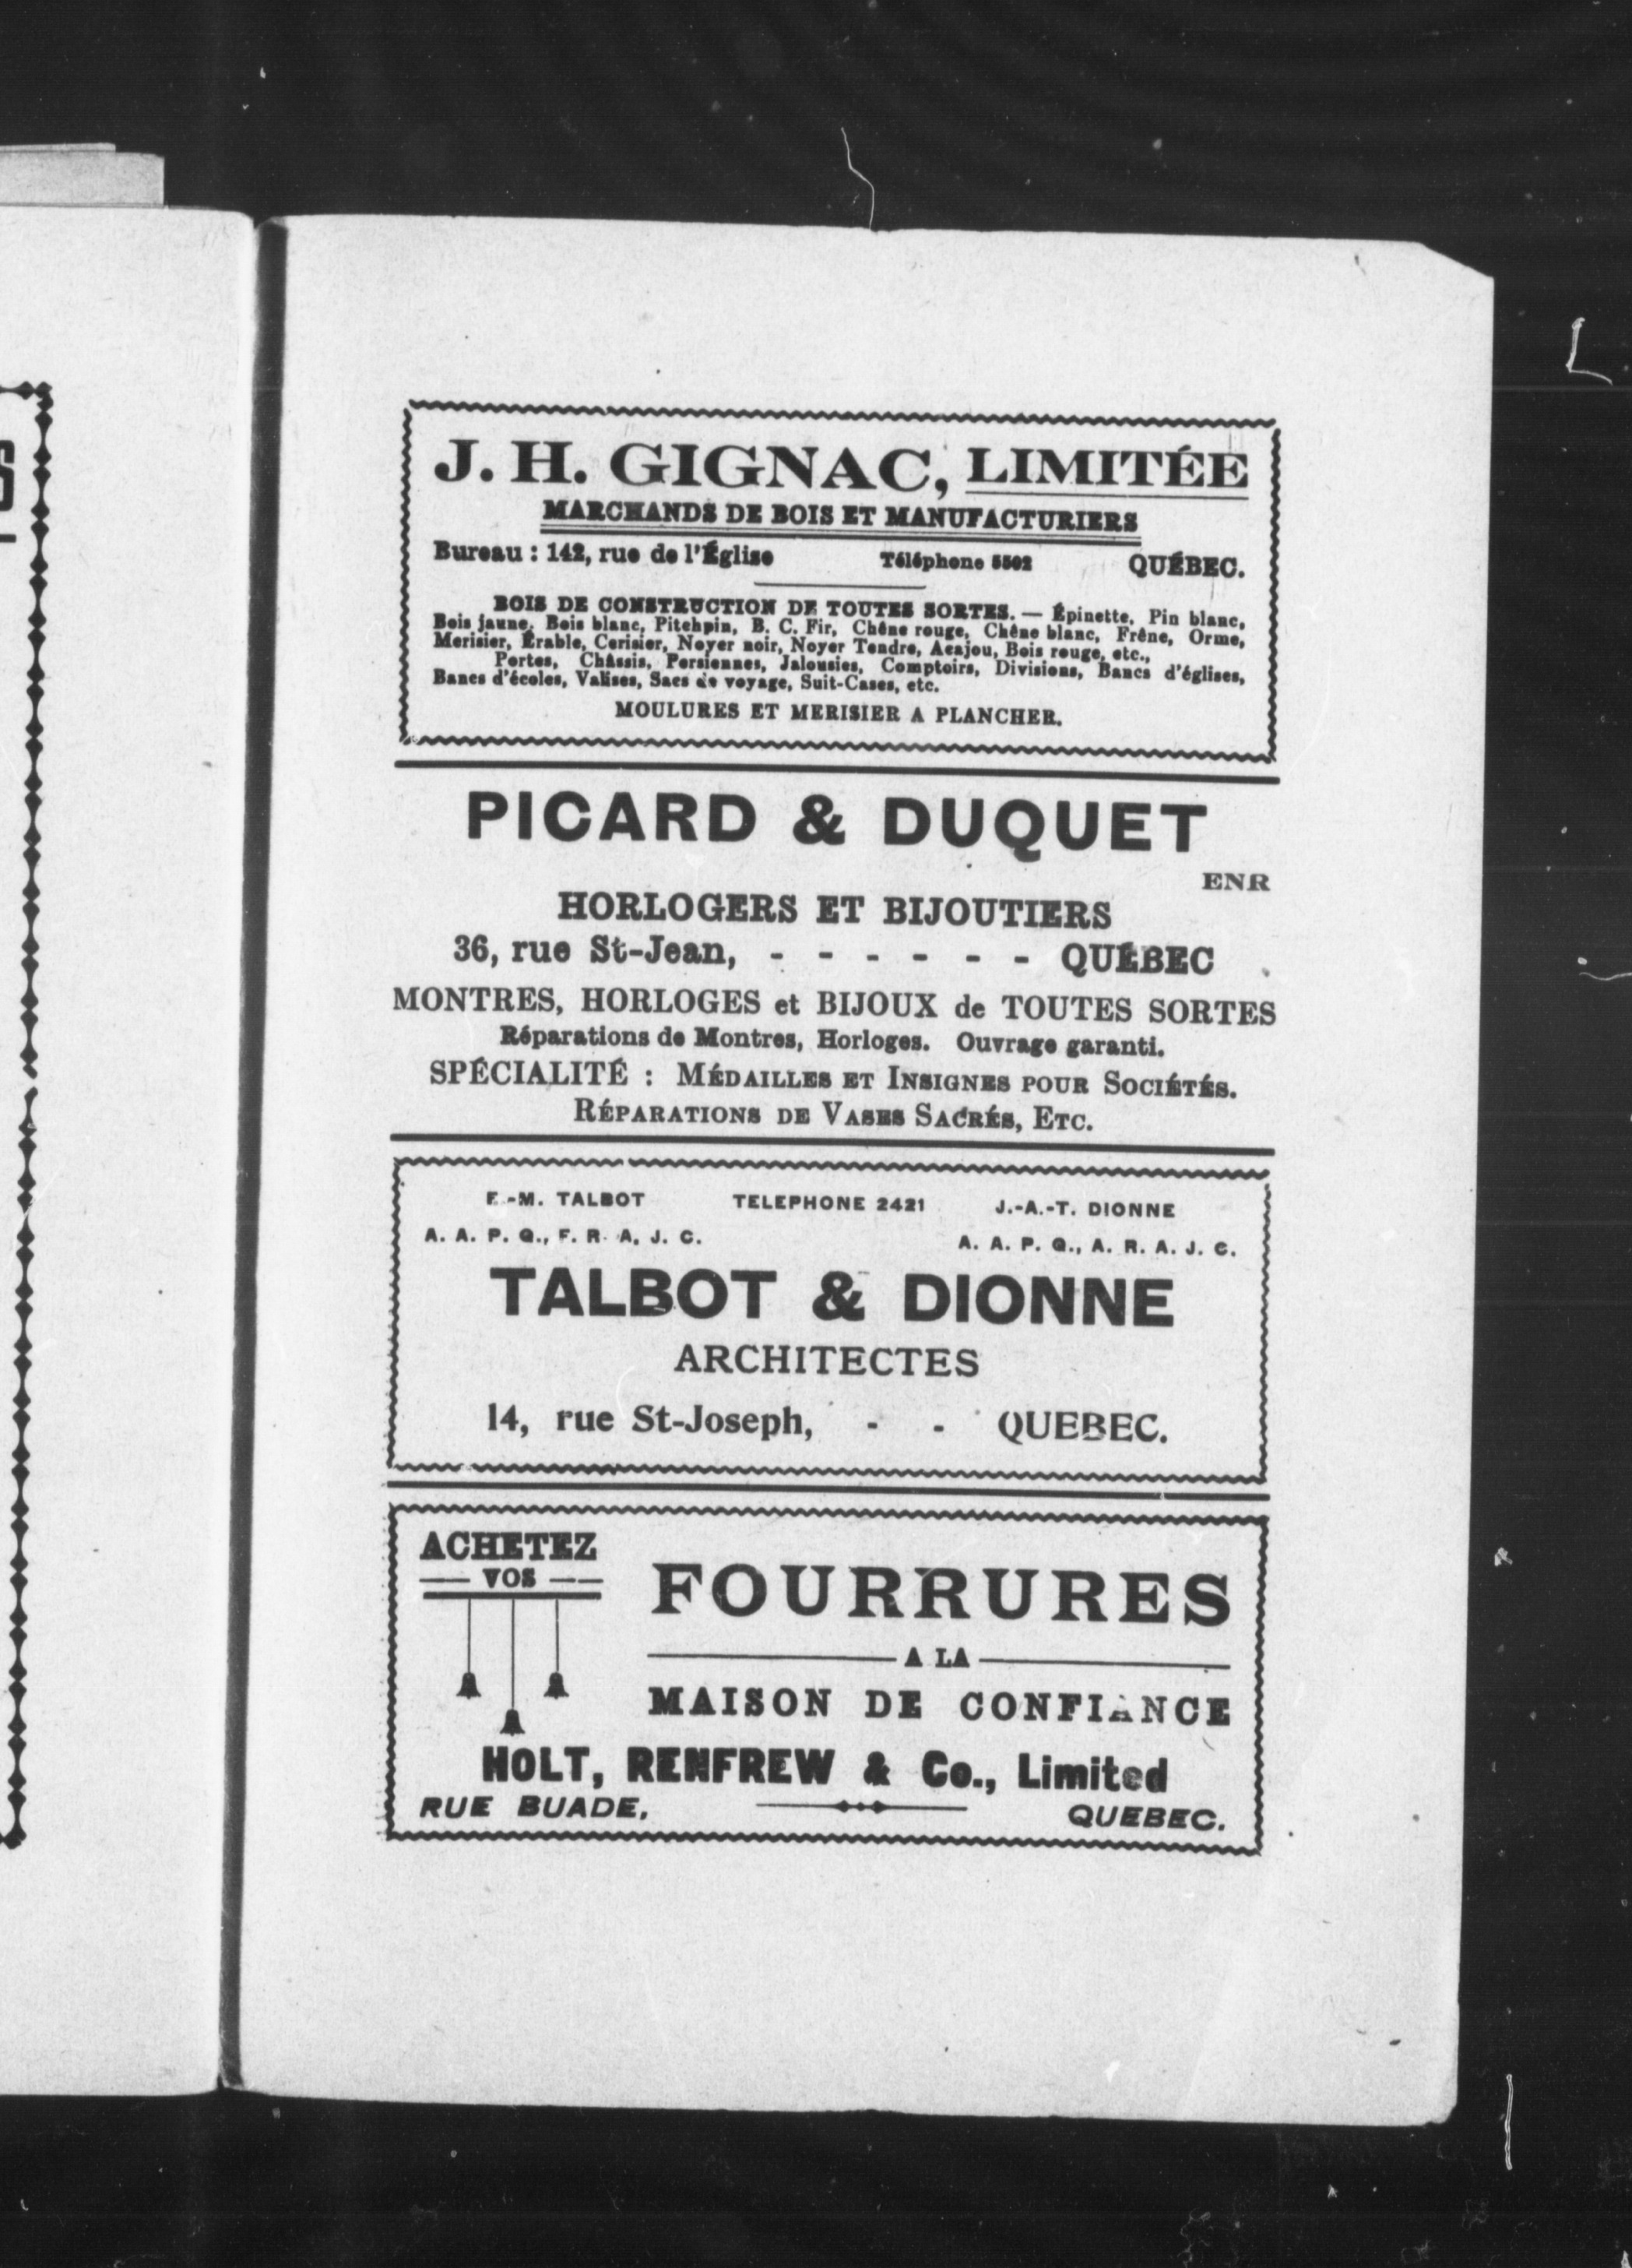 J. H. GIGNAC, LIMITÉE
MARCHANDS DE BOIS ET MANUFACTURIERS
Bureau : 142, rue de l'Église Téléphone 5502 QUÉBEC.
BOIS DE CONSTRUCTION DE TOUTES SORTES. — Épinette, Pin blanc,
Bois jaune, Bois blanc, Pitchpin, B. C. Fir, Chêne rouge, Chêne blanc, Frêne, Orme,
Merisier, Érable, Cerisier, Noyer noir, Noyer Tendre, Acajou, Bois rouge, etc.,
Portes, Châssis, Persiennes, Jalousies, Comptoirs, Divisions, Bancs d'églises,
Bancs d'écoles, Valises, Sacs de voyage, Suit-Cases, etc.
MOULURES ET MERISIER A PLANCHER.
PICARD & DUQUET
ENR
HORLOGERS ET BIJOUTIERS
36, rue St-Jean, - - - - - - QUÉBEC
MONTRES, HORLOGES et BIJOUX de TOUTES SORTES
Réparations de Montres, Horloges. Ouvrage garanti.
SPÉCIALITÉ : MÉDAILLES ET INSIGNES POUR SOCIÉTÉS.
RÉPARATIONS DE VASES SACRÉS, ETC.
E.-M. TALBOT TELEPHONE 2421 J.-A.-T. DIONNE
A. A. P. Q., F. R. A. J. C. A. A. P. Q., A. R. A. J. C.
TALBOT & DIONNE
ARCHITECTES
14, rue St-Joseph, - - QUEBEC.
ACHETEZ
VOS
FOURRURES
A LA
MAISON DE CONFIANCE
HOLT, RENFREW & Co., Limited
RUE BUADE, QUEBEC.